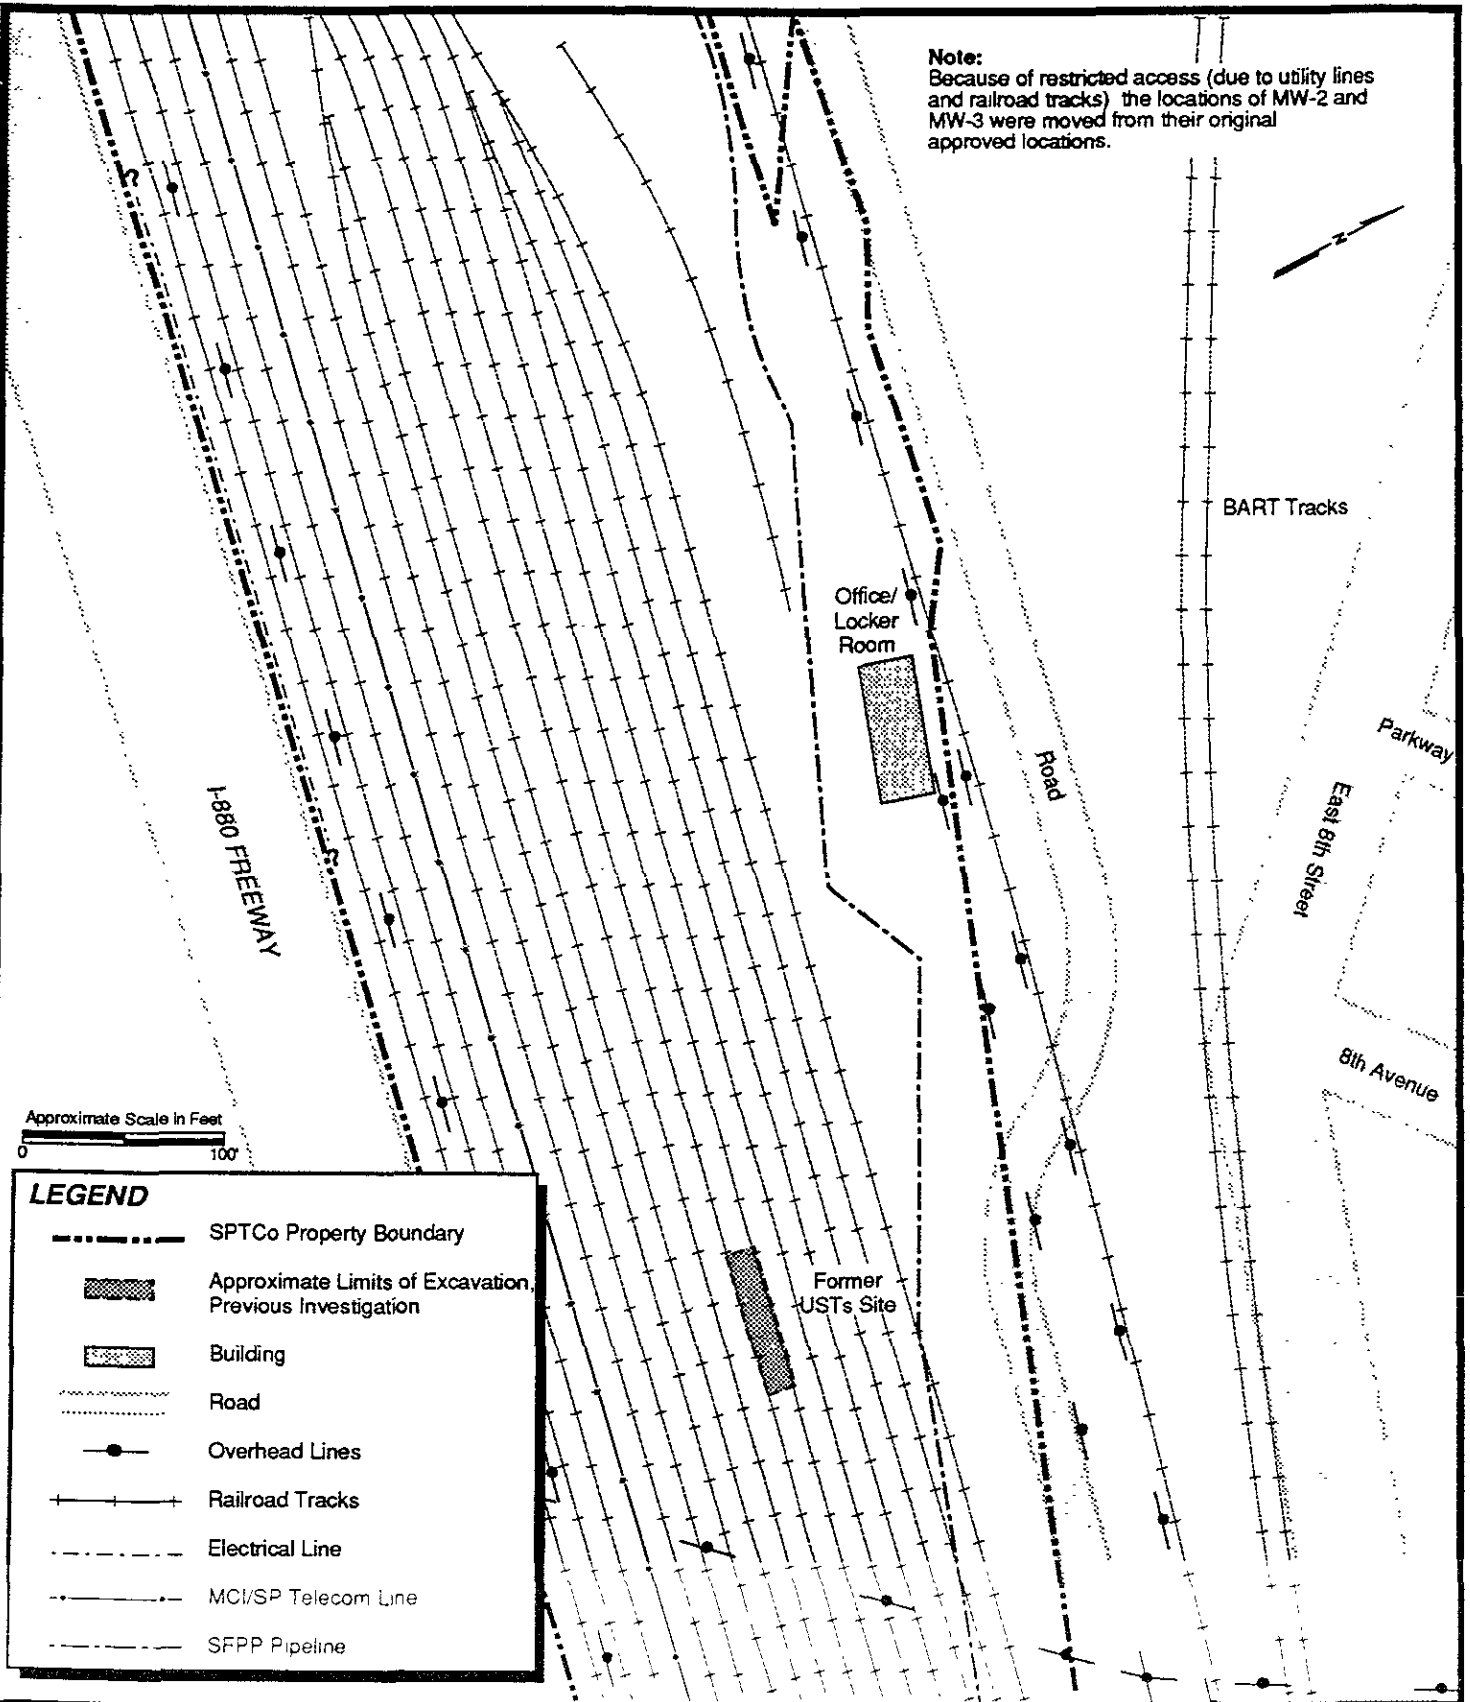 Note:
Because of restricted access (due to utility lines
and railroad tracks) the locations of MW-2 and
MW-3 were moved from their original
approved locations.
?
N
BART Tracks
Office/
Locker
Room
Parkway
Road
East 8th Street
I-880 FREEWAY
?
8th Avenue
Approximate Scale in Feet
0 100'
LEGEND
SPTCo Property Boundary
Approximate Limits of Excavation,
Previous Investigation
Building
Road
Overhead Lines
Railroad Tracks
Electrical Line
MCI/SP Telecom Line
SFPP Pipeline
Former
USTs Site